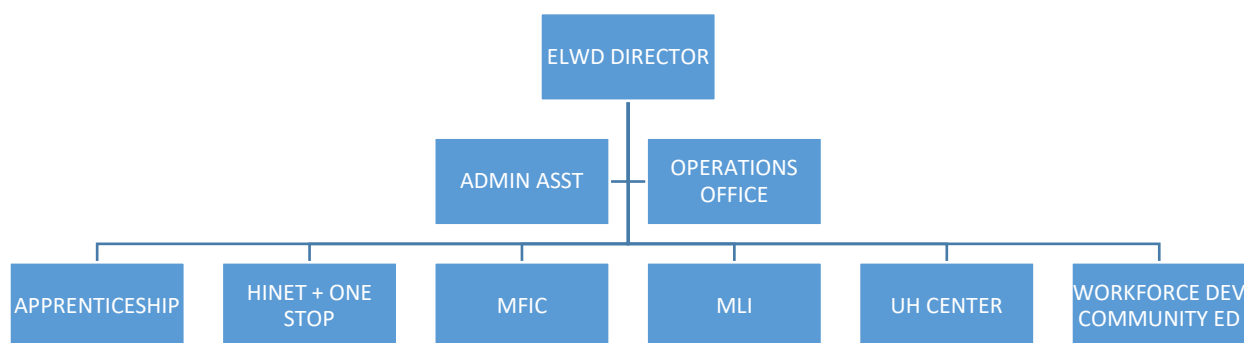 ELWD DIRECTOR
ADMIN ASST
OPERATIONS
OFFICE
APPRENTICESHIP
HINET + ONE
STOP
MFIC
MLI
UH CENTER
WORKFORCE DEV
COMMUNITY ED